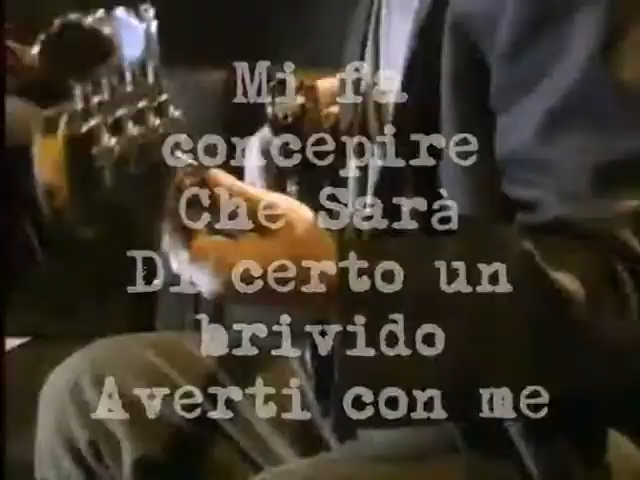 Mi fa
concepire
Che Sarà
Di certo un
brivido
Averti con me